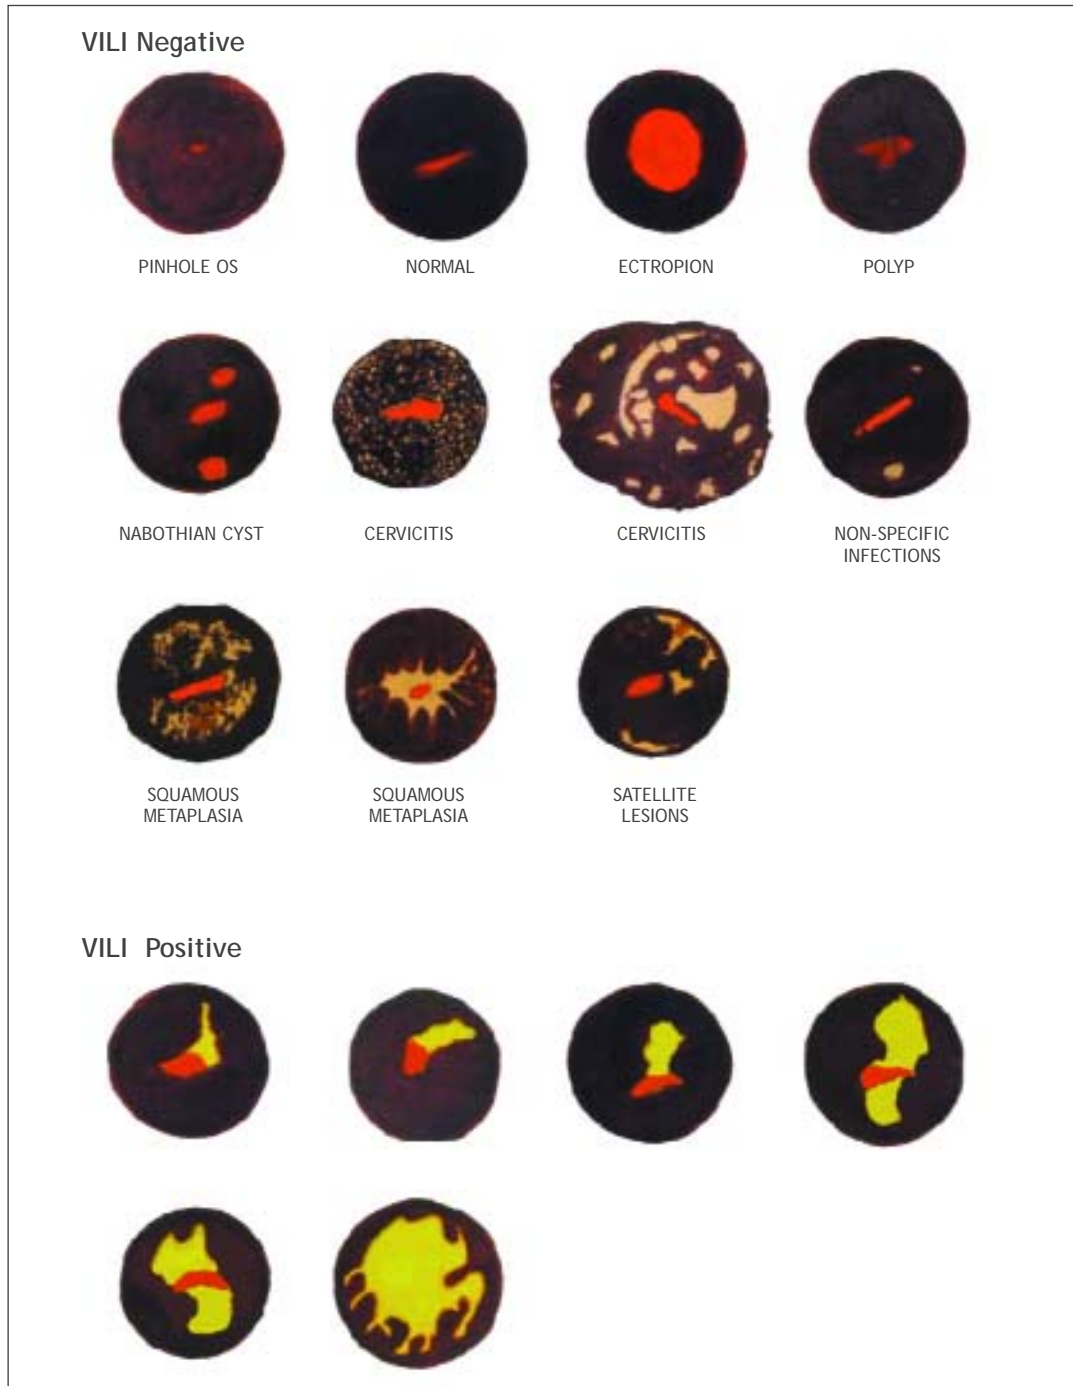 VILI Negative
PINHOLE OS
NORMAL
ECTROPION
POLYP
NABOTHIAN CYST
CERVICITIS
CERVICITIS
NON-SPECIFIC
INFECTIONS
SQUAMOUS
METAPLASIA
SQUAMOUS
METAPLASIA
SATELLITE
LESIONS
VILI Positive